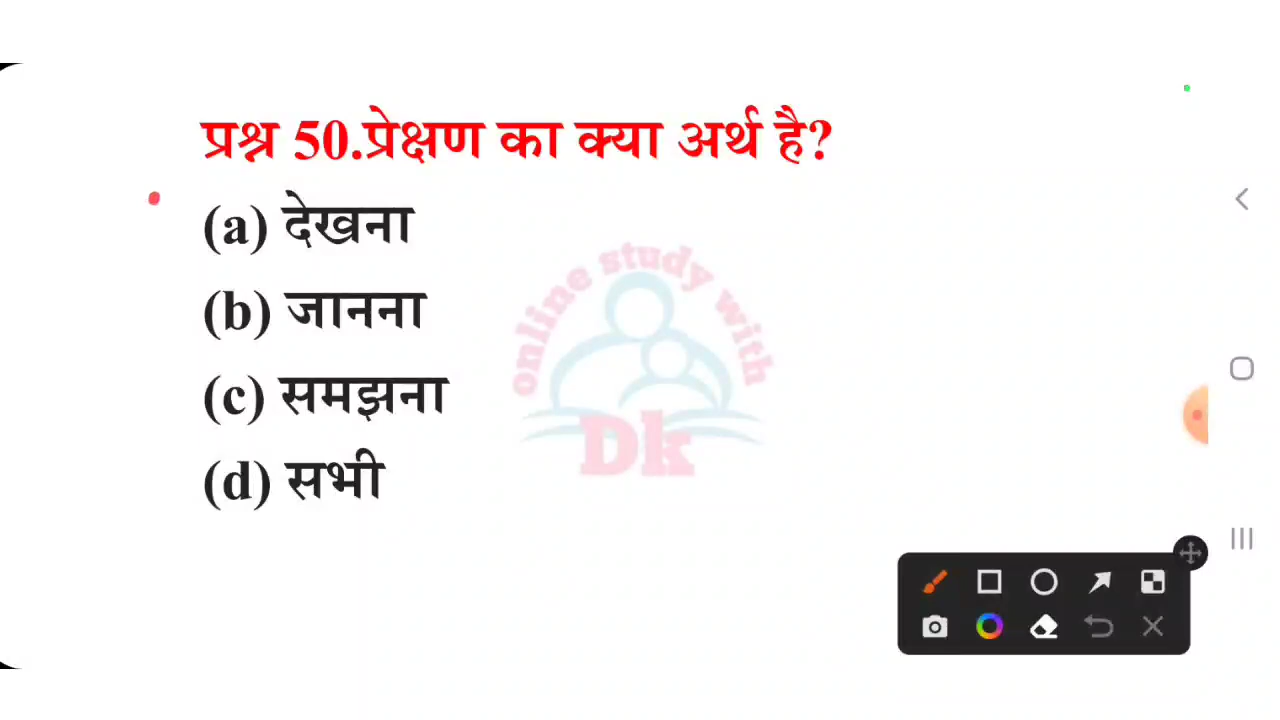 प्रश्न 50.प्रेक्षण का क्या अर्थ है?
(a) देखना
(b) जानना
(c) समझना
(d) सभी
online study with
Dk